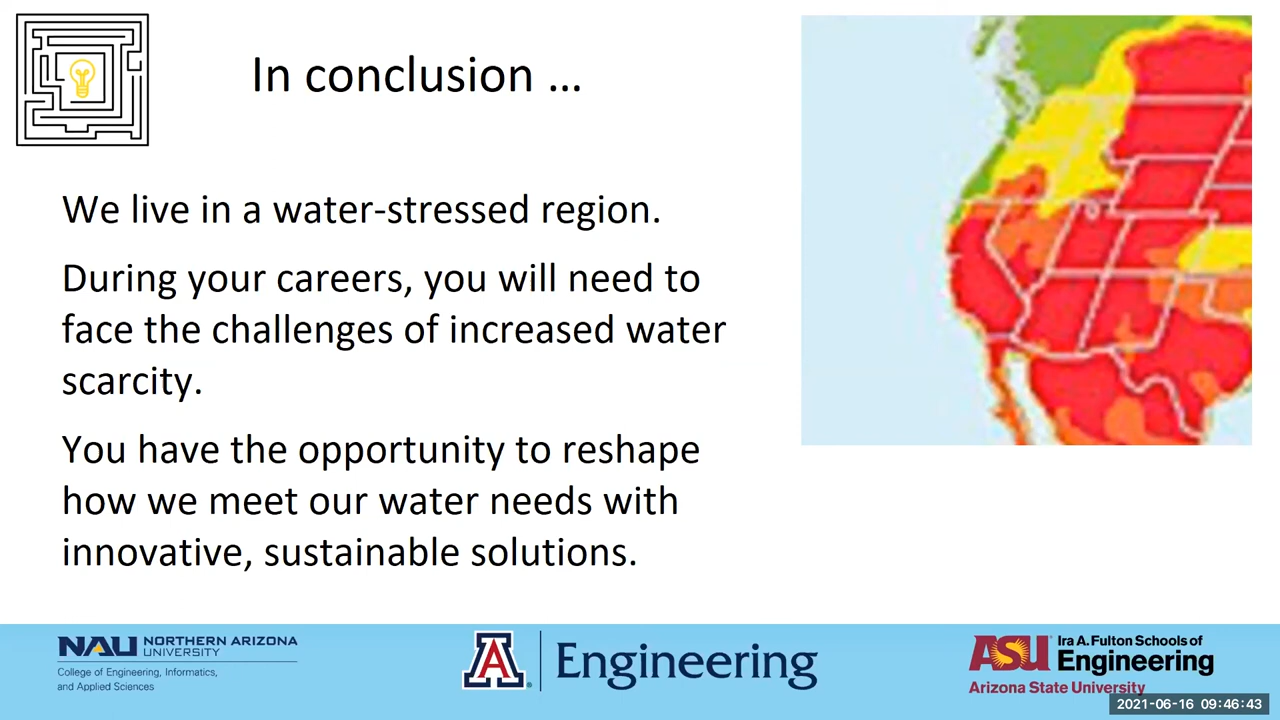 In conclusion ...
We live in a water-stressed region.
During your careers, you will need to
face the challenges of increased water
scarcity.
You have the opportunity to reshape
how we meet our water needs with
innovative, sustainable solutions.
NAU NORTHERN ARIZONA
UNIVERSITY
College of Engineering, Informatics,
and Applied Sciences
A Engineering
ASU Ira A. Fulton Schools of
Engineering
Arizona State University
2021-06-16 09:46:43